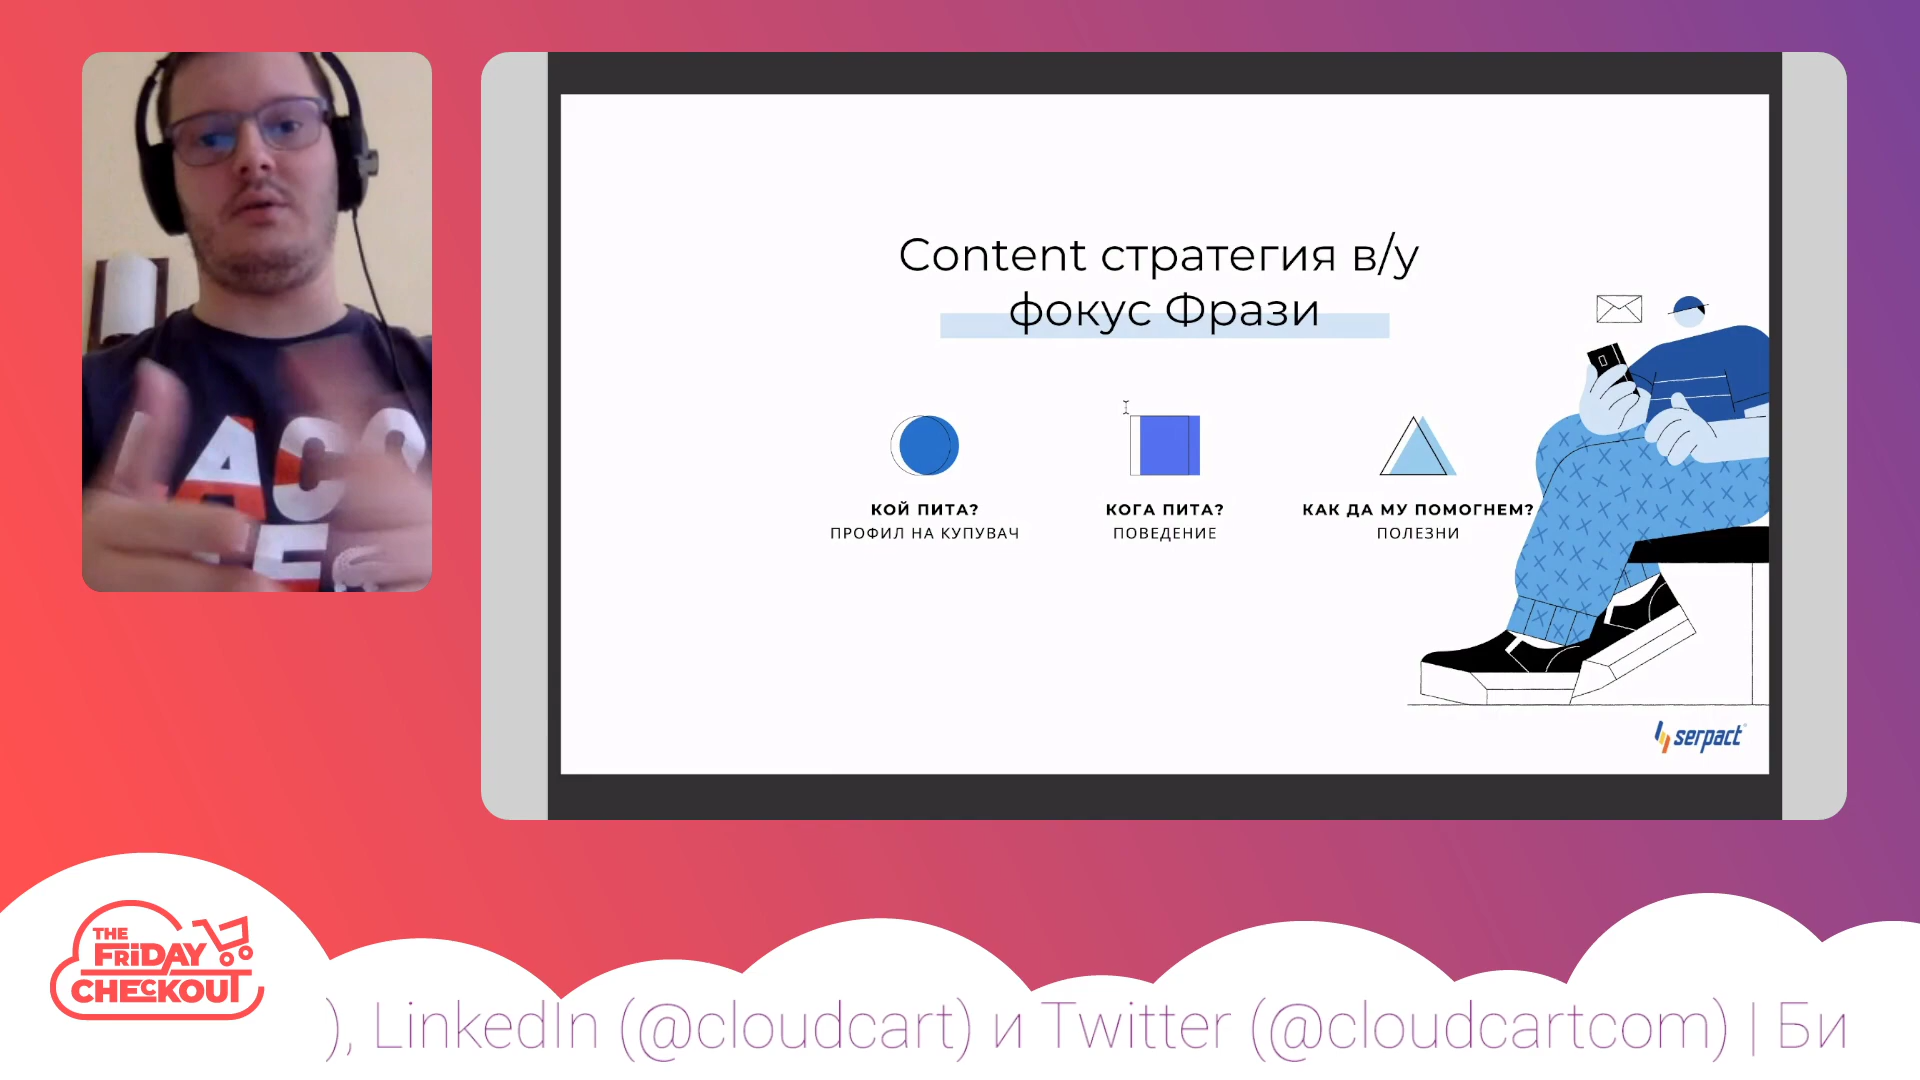 Content стратегия в/у
фокус Фрази
КОЙ ПИТА?
ПРОФИЛ НА КУПУВАЧ
КОГА ПИТА?
ПОВЕДЕНИЕ
КАК ДА МУ ПОМОГНЕМ?
ПОЛЕЗНИ
serpact
THE
FRIDAY
CHECKOUT
), LinkedIn (@cloudcart) и Twitter (@cloudcartcom) | Би